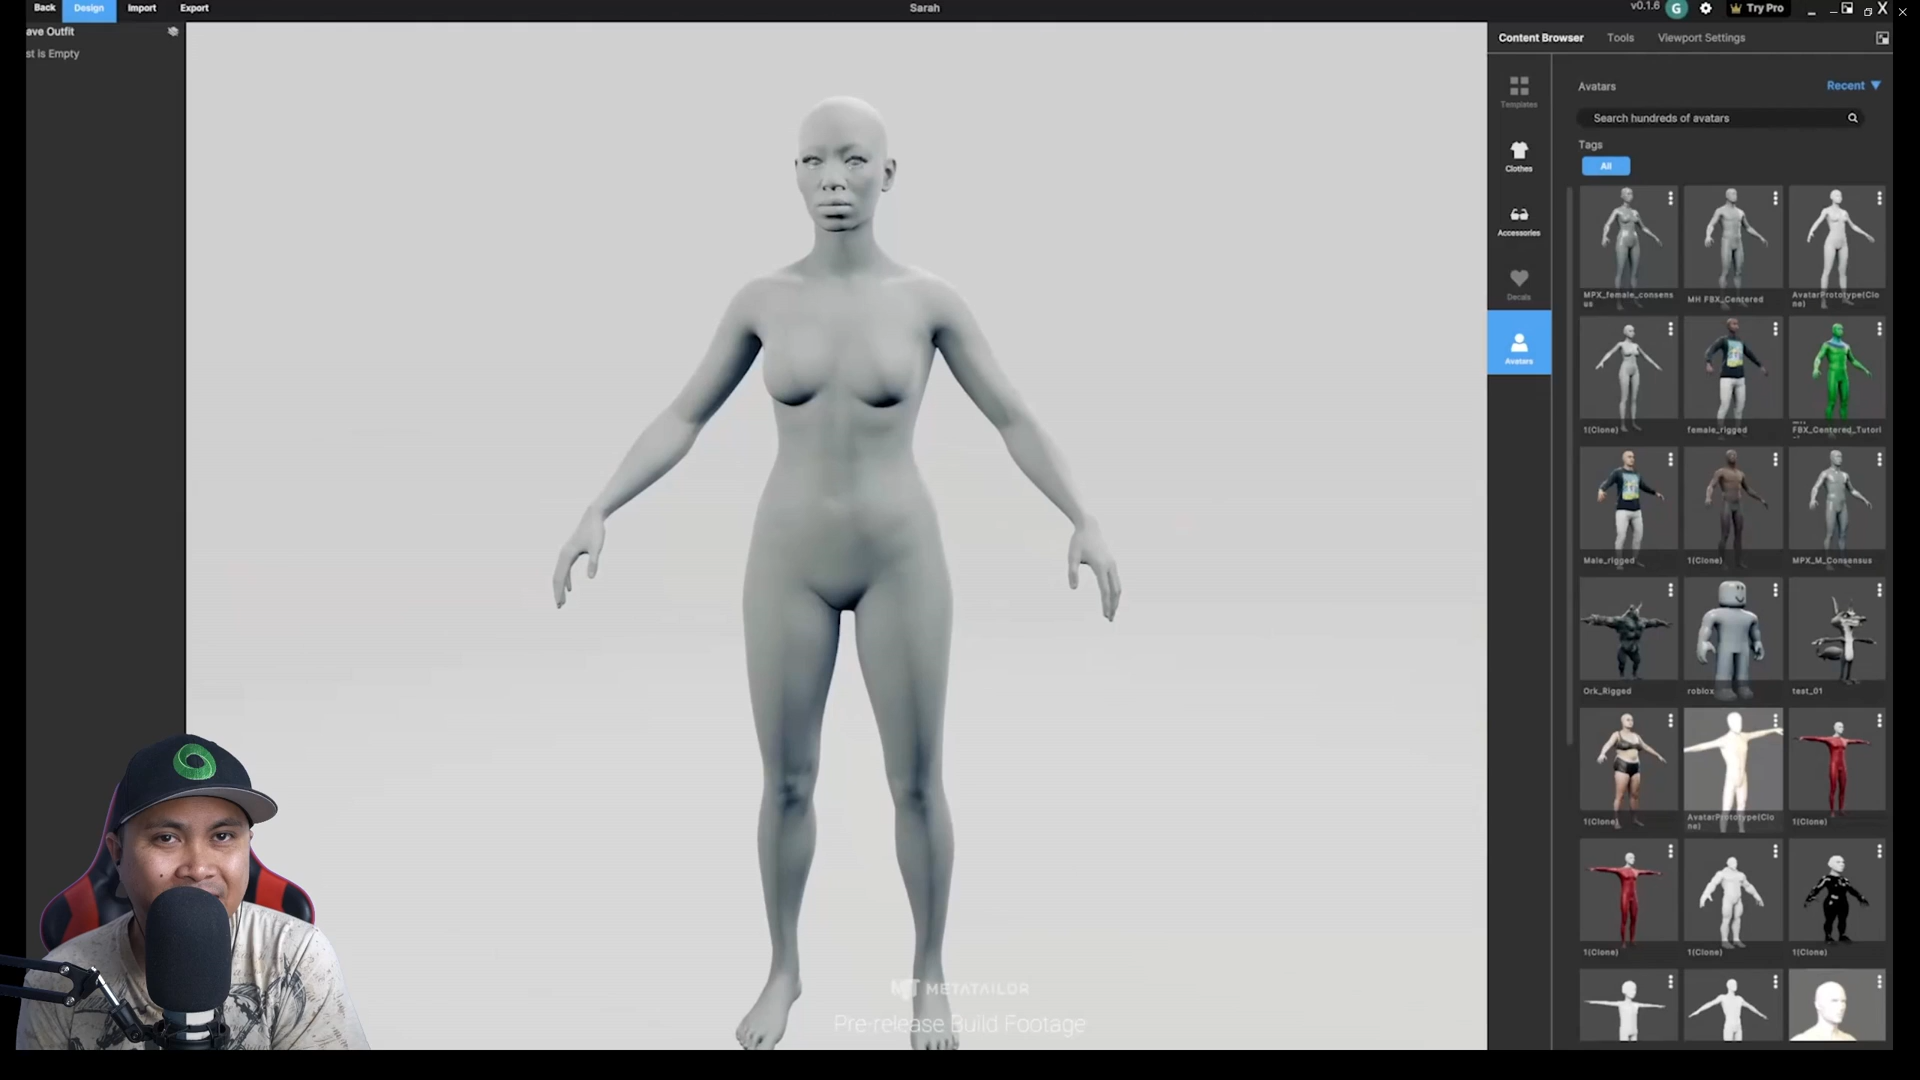 Back Design Import Export
Sarah
v0.1.6 G Try Pro
ave Outfit
st is Empty
Content Browser Tools Viewport Settings
Templates
Clothes
Accessories
Decals
Avatars
Avatars Recent
Search hundreds of avatars
Tags
All
MPX_female_consens
us
MH FBX_Centered
AvatarPrototype(Clo
ne)
1(Clone)
female_rigged
FBX_Centered_Tutori
Male_rigged
1(Clone)
MPX_M_Consensus
Ork_Rigged
roblox
test_01
1(Clone)
AvatarPrototype(Clo
ne)
1(Clone)
1(Clone)
1(Clone)
1(Clone)
METATAILOR
Pre-release Build Footage